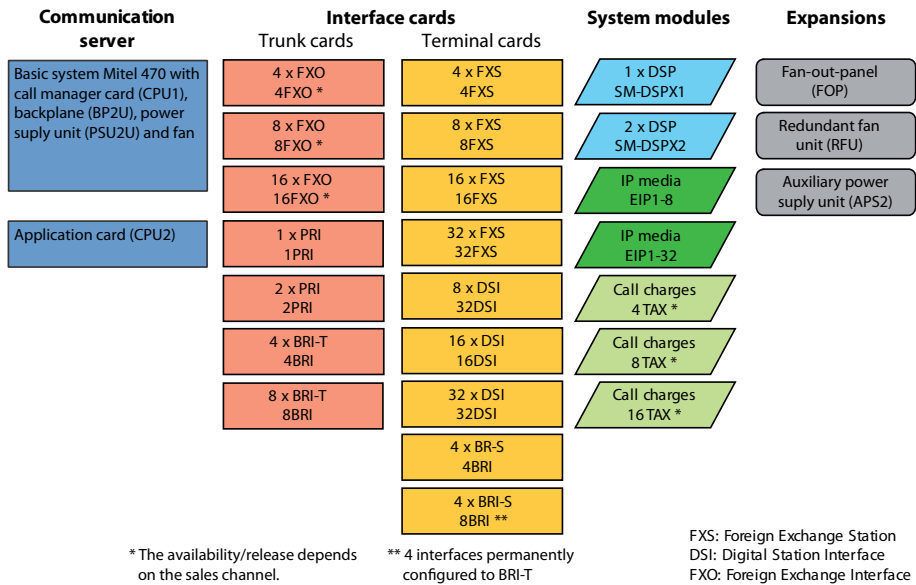 Communication
server
Interface cards
System modules
Expansions
Trunk cards
Terminal cards
Basic system Mitel 470 with
call manager card (CPU1),
backplane (BP2U), power
suply unit (PSU2U) and fan
Application card (CPU2)
4 x FXO
4FXO *
8 x FXO
8FXO *
16 x FXO
16FXO *
1 x PRI
1PRI
2 x PRI
2PRI
4 x BRI-T
4BRI
8 x BRI-T
8BRI
4 x FXS
4FXS
8 x FXS
8FXS
16 x FXS
16FXS
32 x FXS
32FXS
8 x DSI
32DSI
16 x DSI
16DSI
32 x DSI
32DSI
4 x BR-S
4BRI
4 x BRI-S
8BRI **
1 x DSP
SM-DSPX1
2 x DSP
SM-DSPX2
IP media
EIP1-8
IP media
EIP1-32
Call charges
4 TAX *
Call charges
8 TAX *
Call charges
16 TAX *
Fan-out-panel
(FOP)
Redundant fan
unit (RFU)
Auxiliary power
suply unit (APS2)
* The availability/release depends
on the sales channel.
** 4 interfaces permanently
configured to BRI-T
FXS: Foreign Exchange Station
DSI: Digital Station Interface
FXO: Foreign Exchange Interface